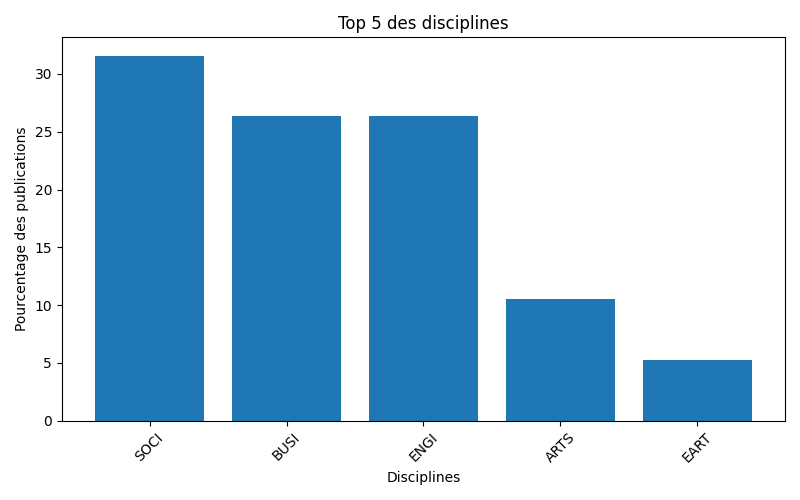 Top 5 des disciplines
Pourcentage des publications
30
25
20
15
10
5
0
SOCI
BUSI
ENGI
ARTS
EART
Disciplines